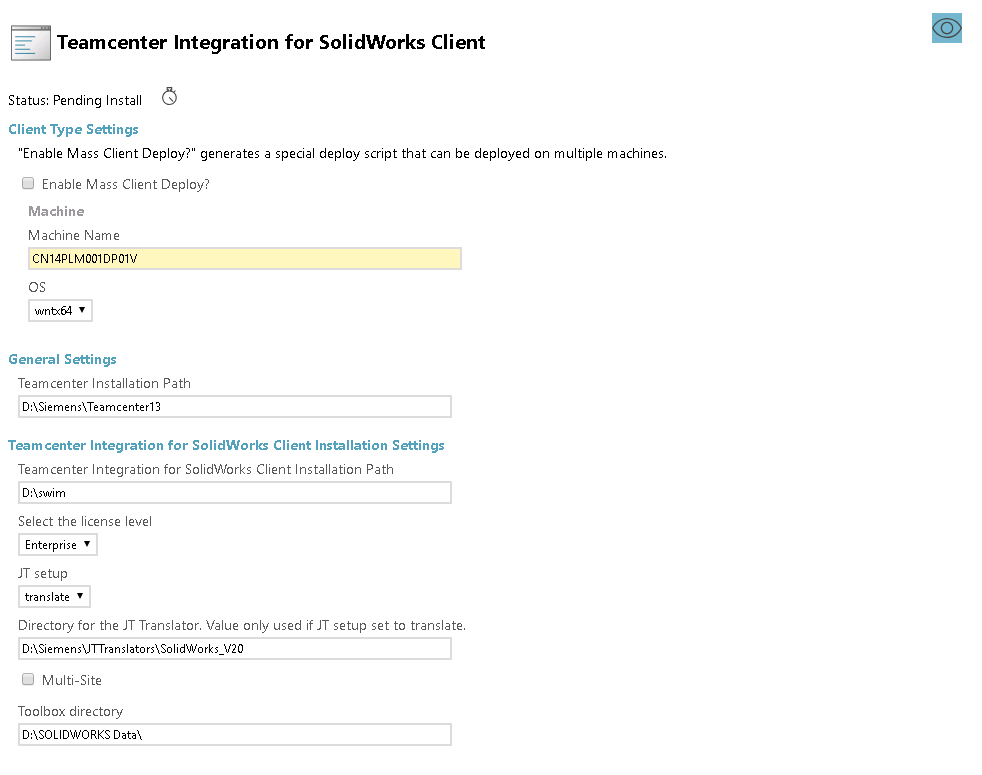 Teamcenter Integration for SolidWorks Client
Status: Pending Install
Client Type Settings
"Enable Mass Client Deploy?" generates a special deploy script that can be deployed on multiple machines.
Enable Mass Client Deploy?
Machine
Machine Name
CN14PLM001DP01V
OS
wntx64
General Settings
Teamcenter Installation Path
D:\Siemens\Teamcenter13
Teamcenter Integration for SolidWorks Client Installation Settings
Teamcenter Integration for SolidWorks Client Installation Path
D:\swim
Select the license level
Enterprise
JT setup
translate
Directory for the JT Translator. Value only used if JT setup set to translate.
D:\Siemens\JTTranslators\SolidWorks_V20
Multi-Site
Toolbox directory
D:\SOLIDWORKS Data\